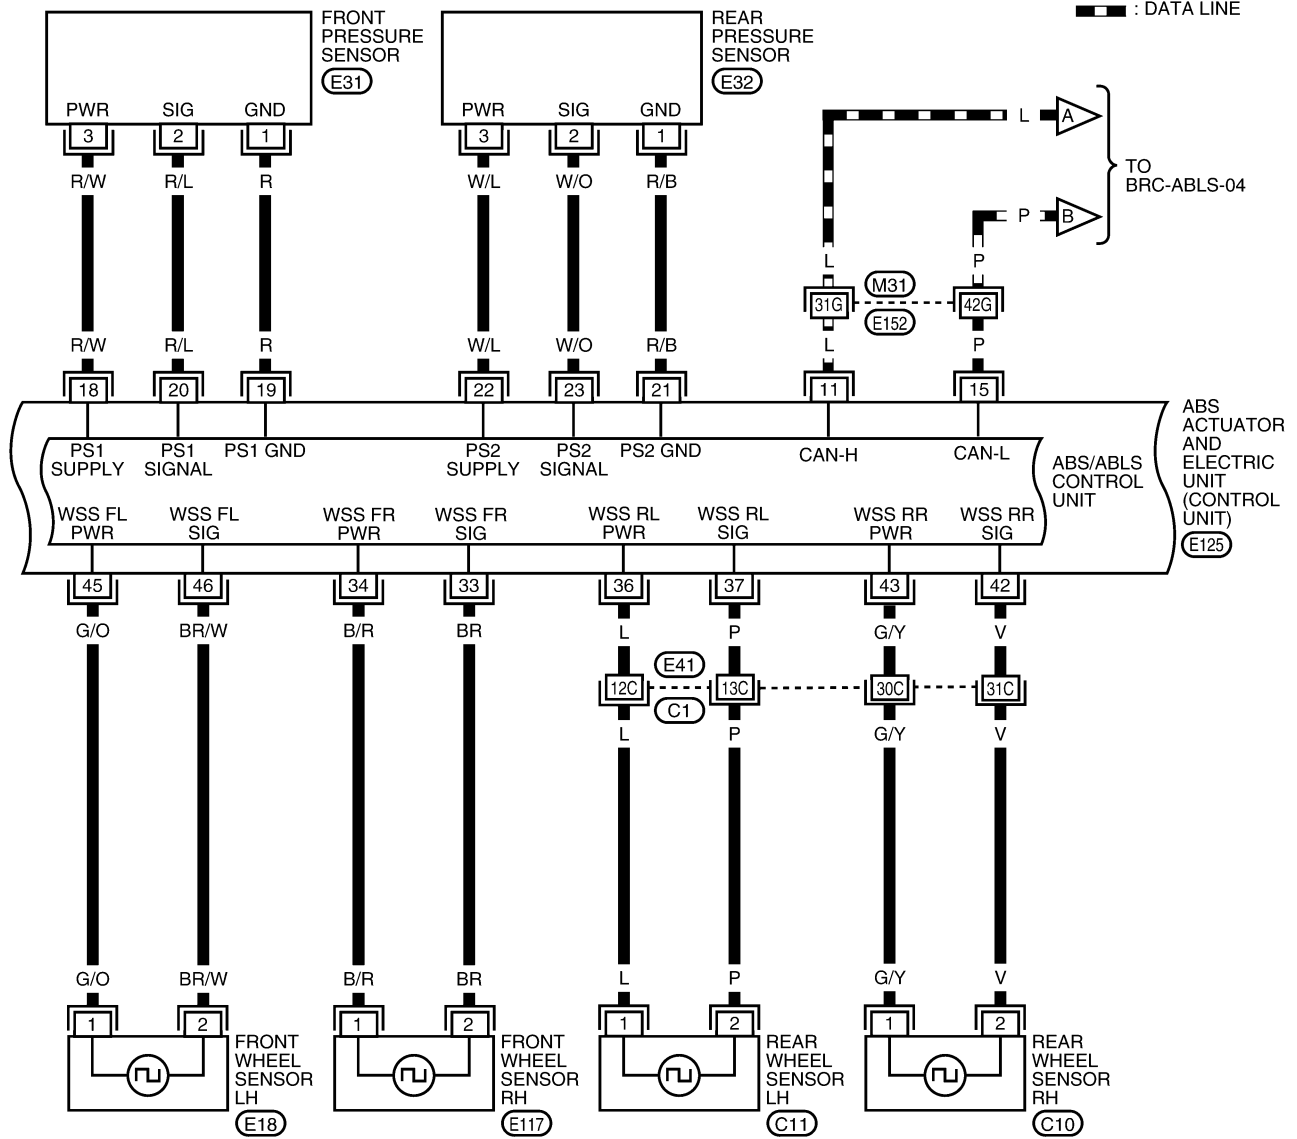 FRONT
PRESSURE
SENSOR
E31
REAR
PRESSURE
SENSOR
E32
: DATA LINE
PWR SIG GND
3 2 1
R/W R/L R
PWR SIG GND
3 2 1
W/L W/O R/B
L A
P B
TO
BRC-ABLS-04
L P
M31
31G 42G
E152
L P
R/W R/L R W/L W/O R/B
18 20 19 22 23 21 11 15
PS1
SUPPLY
PS1
SIGNAL
PS1 GND
PS2
SUPPLY
PS2
SIGNAL
PS2 GND
CAN-H
CAN-L
ABS/ABLS
CONTROL
UNIT
ABS
ACTUATOR
AND
ELECTRIC
UNIT
(CONTROL
UNIT)
E125
WSS FL
PWR
WSS FL
SIG
WSS FR
PWR
WSS FR
SIG
WSS RL
PWR
WSS RL
SIG
WSS RR
PWR
WSS RR
SIG
45 46 34 33 36 37 43 42
G/O BR/W B/R BR L P G/Y V
E41
12C 13C 30C 31C
C1
L P G/Y V
G/O BR/W B/R BR L P G/Y V
1 2 1 2 1 2 1 2
FRONT
WHEEL
SENSOR
LH
E18
FRONT
WHEEL
SENSOR
RH
E117
REAR
WHEEL
SENSOR
LH
C11
REAR
WHEEL
SENSOR
RH
C10